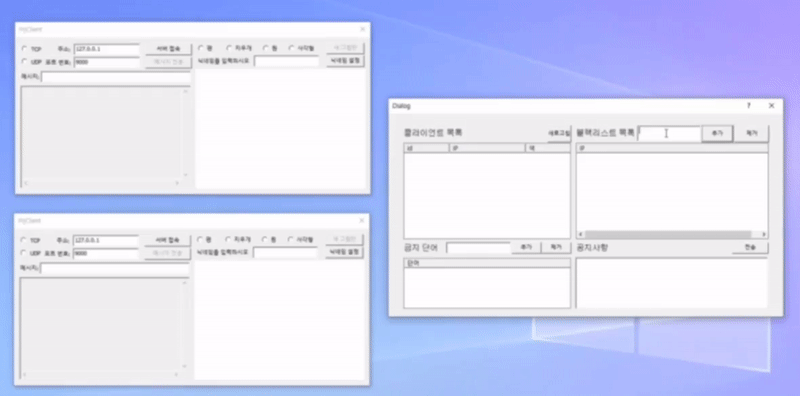 MyClient
TCP 주소: 127.0.0.1 서버 접속 지우개 원 사각형
UDP 포트 번호: 9000 메시지 전송 닉네임을 입력하시오 닉네임 설정
메시지:
MyClient
TCP 주소: 127.0.0.1 서버 접속 지우개 원 사각형
UDP 포트 번호: 9000 메시지 전송 닉네임을 입력하시오 닉네임 설정
메시지:
Dialog
클라이언트 목록 새로고침 블랙리스트 목록 추가 제거
id IP IP
금지 단어 추가 제거 공지사항 전송
단어